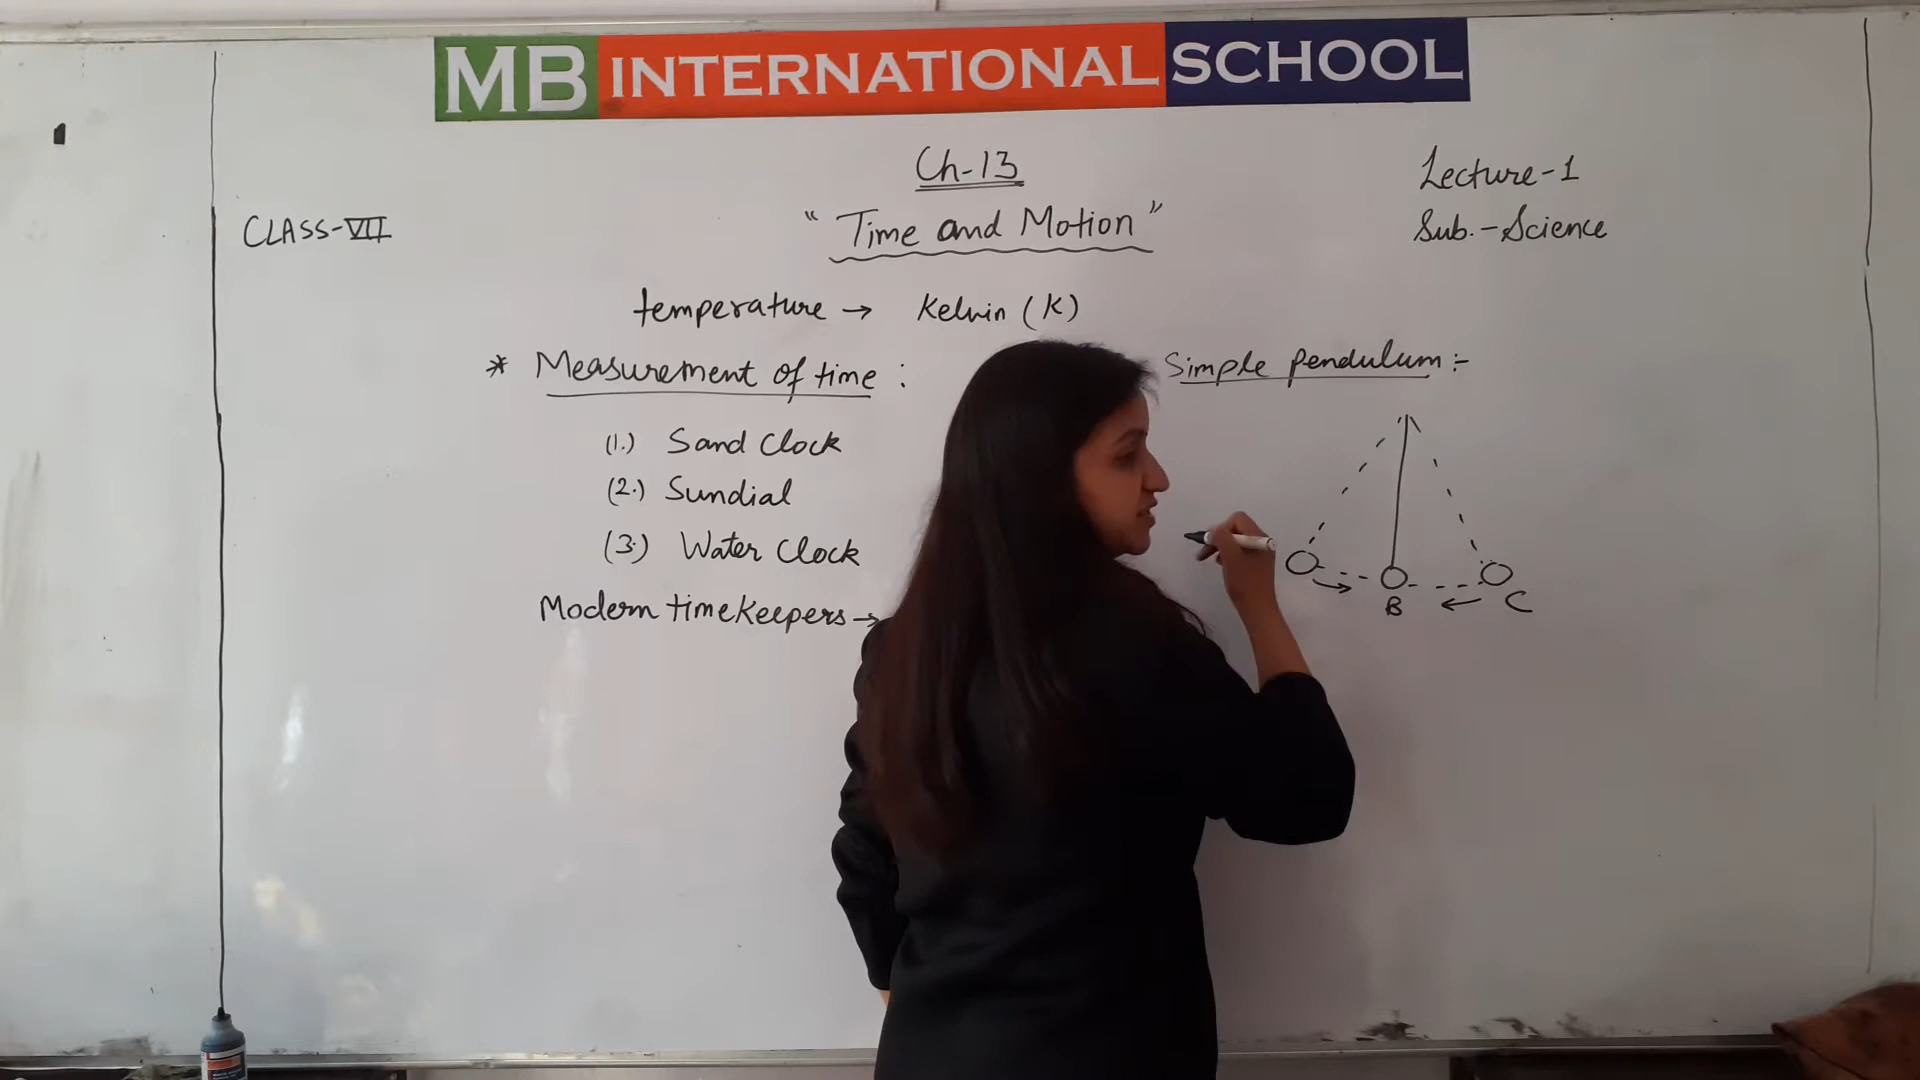 MB INTERNATIONAL SCHOOL
Ch-13
Lecture-1
CLASS-VII
"Time and Motion"
Sub.-Science
temperature → Kelvin (K)
* Measurement of time :
Simple pendulum :-
(1.) Sand Clock
(2.) Sundial
(3.) Water Clock
B
C
Modern timekeepers →